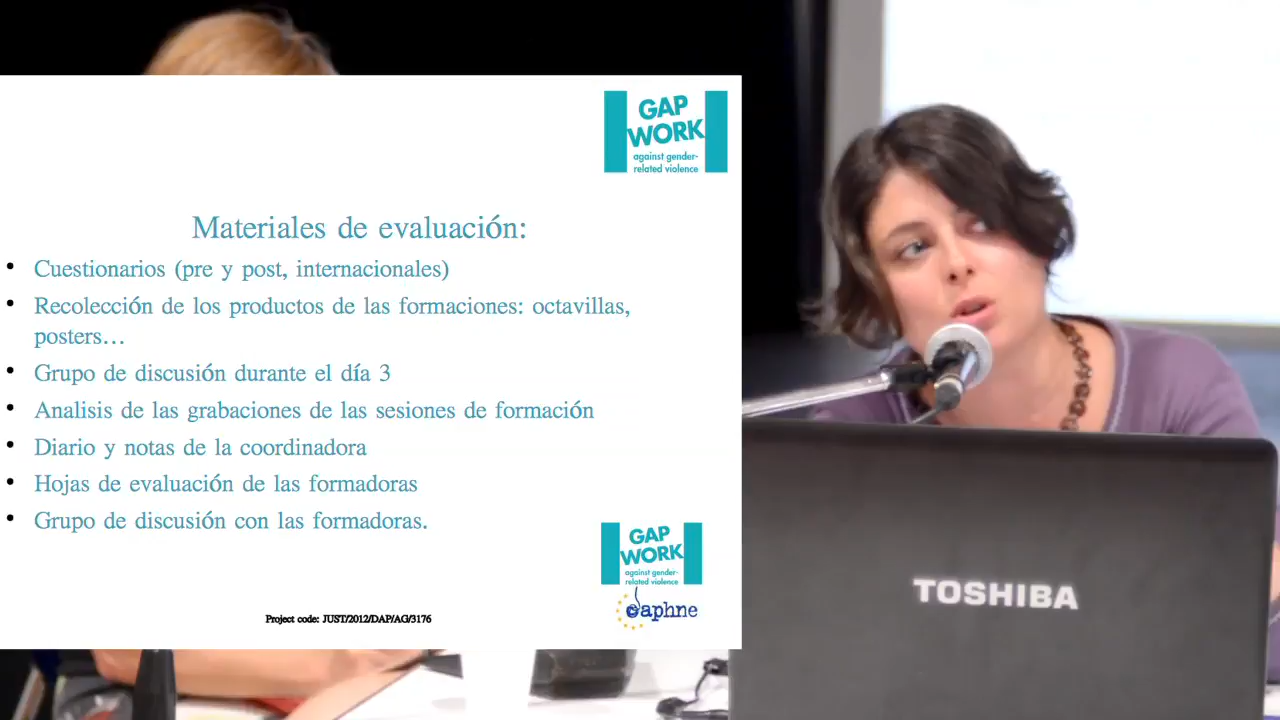 GAP
WORK
against gender-
related violence
Materiales de evaluación:
• Cuestionarios (pre y post, internacionales)
• Recolección de los productos de las formaciones: octavillas,
posters…
• Grupo de discusión durante el día 3
• Analisis de las grabaciones de las sesiones de formación
• Diario y notas de la coordinadora
• Hojas de evaluación de las formadoras
• Grupo de discusión con las formadoras.
GAP
WORK
against gender-
related violence
daphne
Project code: JUST/2012/DAP/AG/3176
TOSHIBA